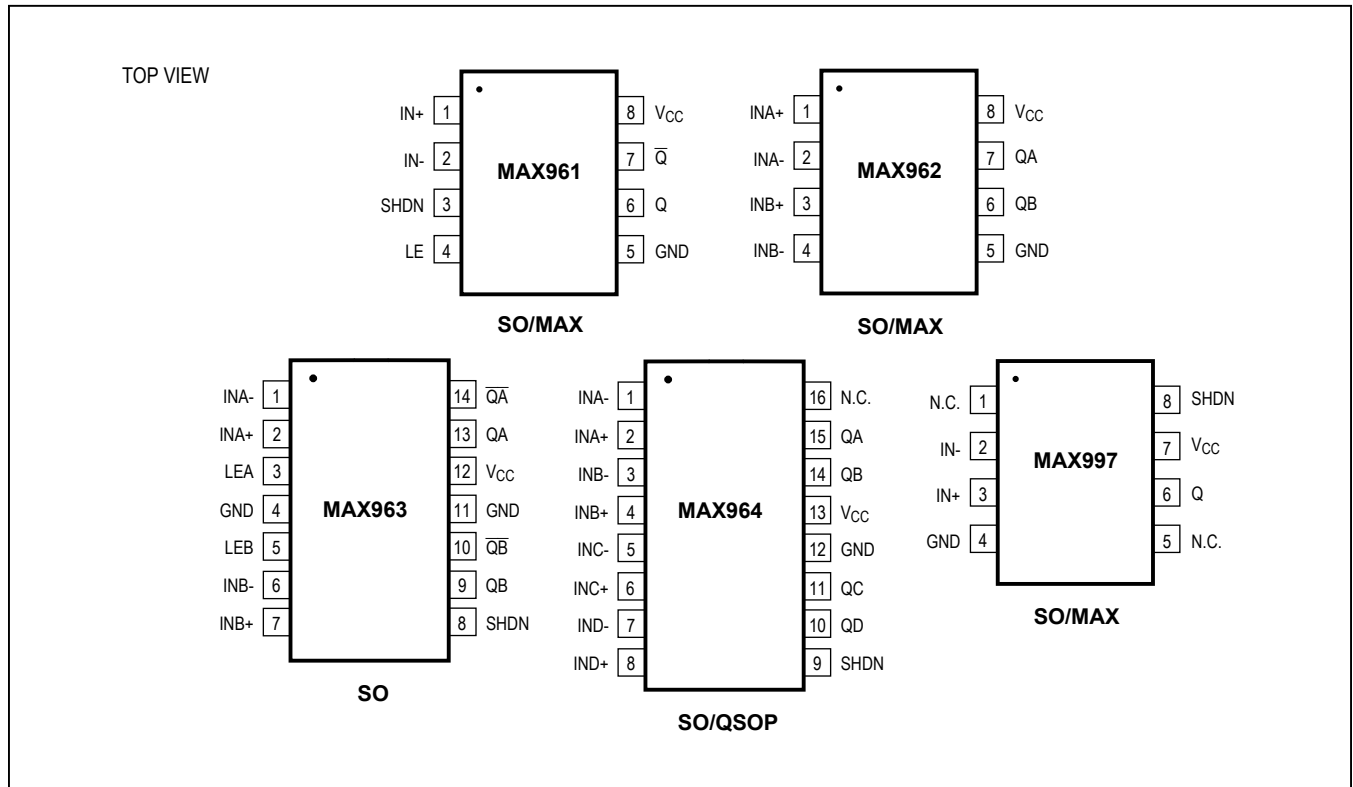 TOP VIEW
IN+ 1
IN- 2
SHDN 3
LE 4
MAX961
8 VCC
7 Q̅
6 Q
5 GND
SO/MAX
INA+ 1
INA- 2
INB+ 3
INB- 4
MAX962
8 VCC
7 QA
6 QB
5 GND
SO/MAX
INA- 1
INA+ 2
LEA 3
GND 4
LEB 5
INB- 6
INB+ 7
MAX963
14 Q̅A̅
13 QA
12 VCC
11 GND
10 Q̅B̅
9 QB
8 SHDN
SO
INA- 1
INA+ 2
INB- 3
INB+ 4
INC- 5
INC+ 6
IND- 7
IND+ 8
MAX964
16 N.C.
15 QA
14 QB
13 VCC
12 GND
11 QC
10 QD
9 SHDN
SO/QSOP
N.C. 1
IN- 2
IN+ 3
GND 4
MAX997
8 SHDN
7 VCC
6 Q
5 N.C.
SO/MAX